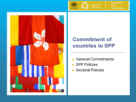 Commitment of
countries to SPP
General Commitments
SPP Policies
Sectoral Policies